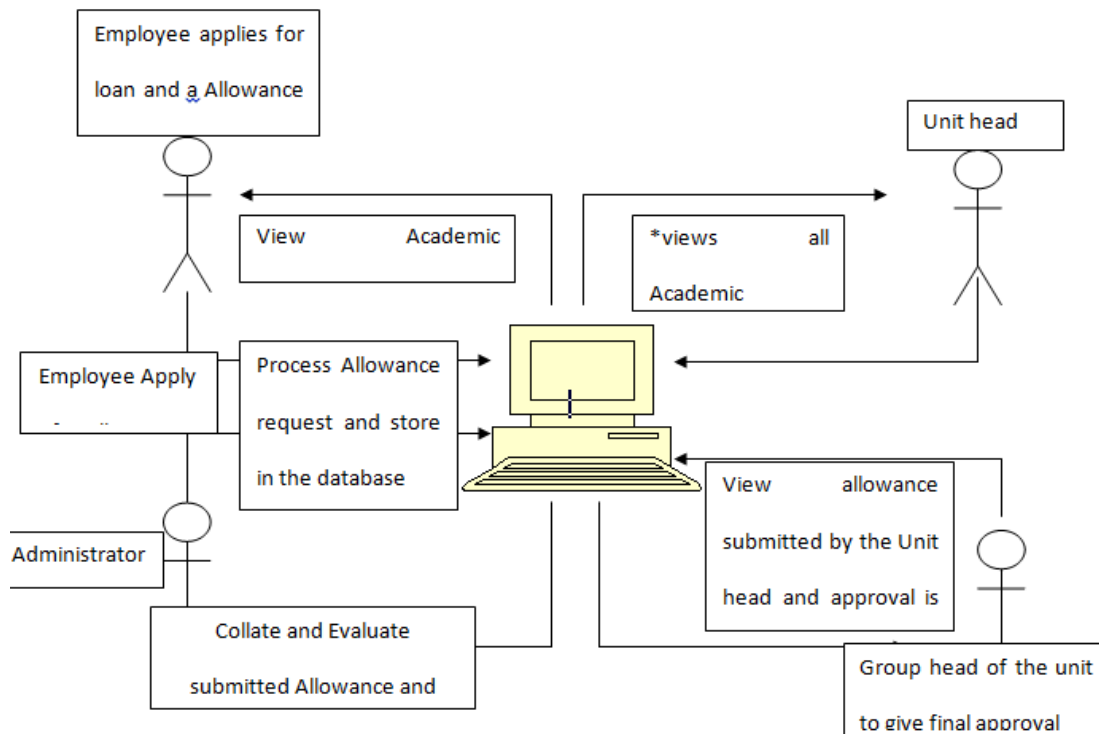 Employee applies for
loan and a Allowance
Unit head
View Academic
*views all
Academic
Employee Apply
Process Allowance
request and store
in the database
View allowance
submitted by the Unit
head and approval is
Administrator
Collate and Evaluate
submitted Allowance and
Group head of the unit
to give final approval